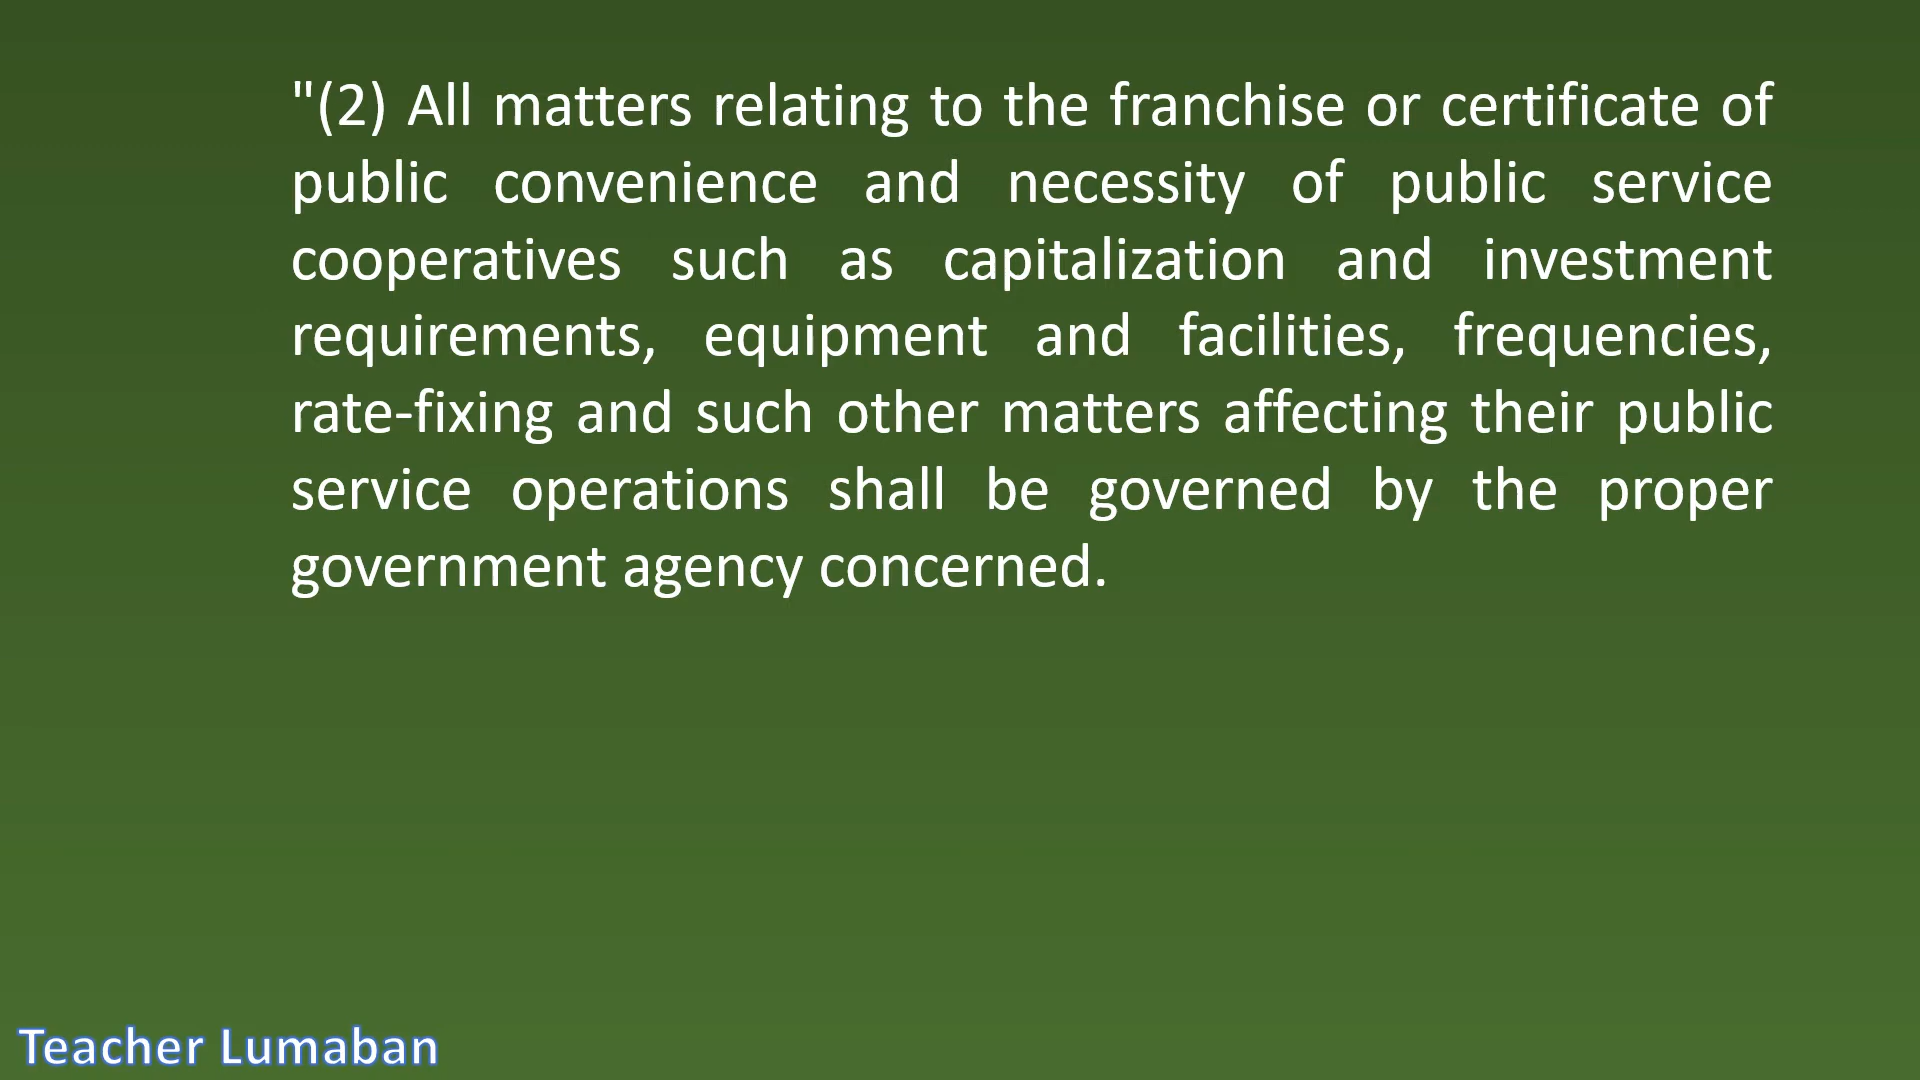 "(2) All matters relating to the franchise or certificate of
public convenience and necessity of public service
cooperatives such as capitalization and investment
requirements, equipment and facilities, frequencies,
rate-fixing and such other matters affecting their public
service operations shall be governed by the proper
government agency concerned.
Teacher Lumaban